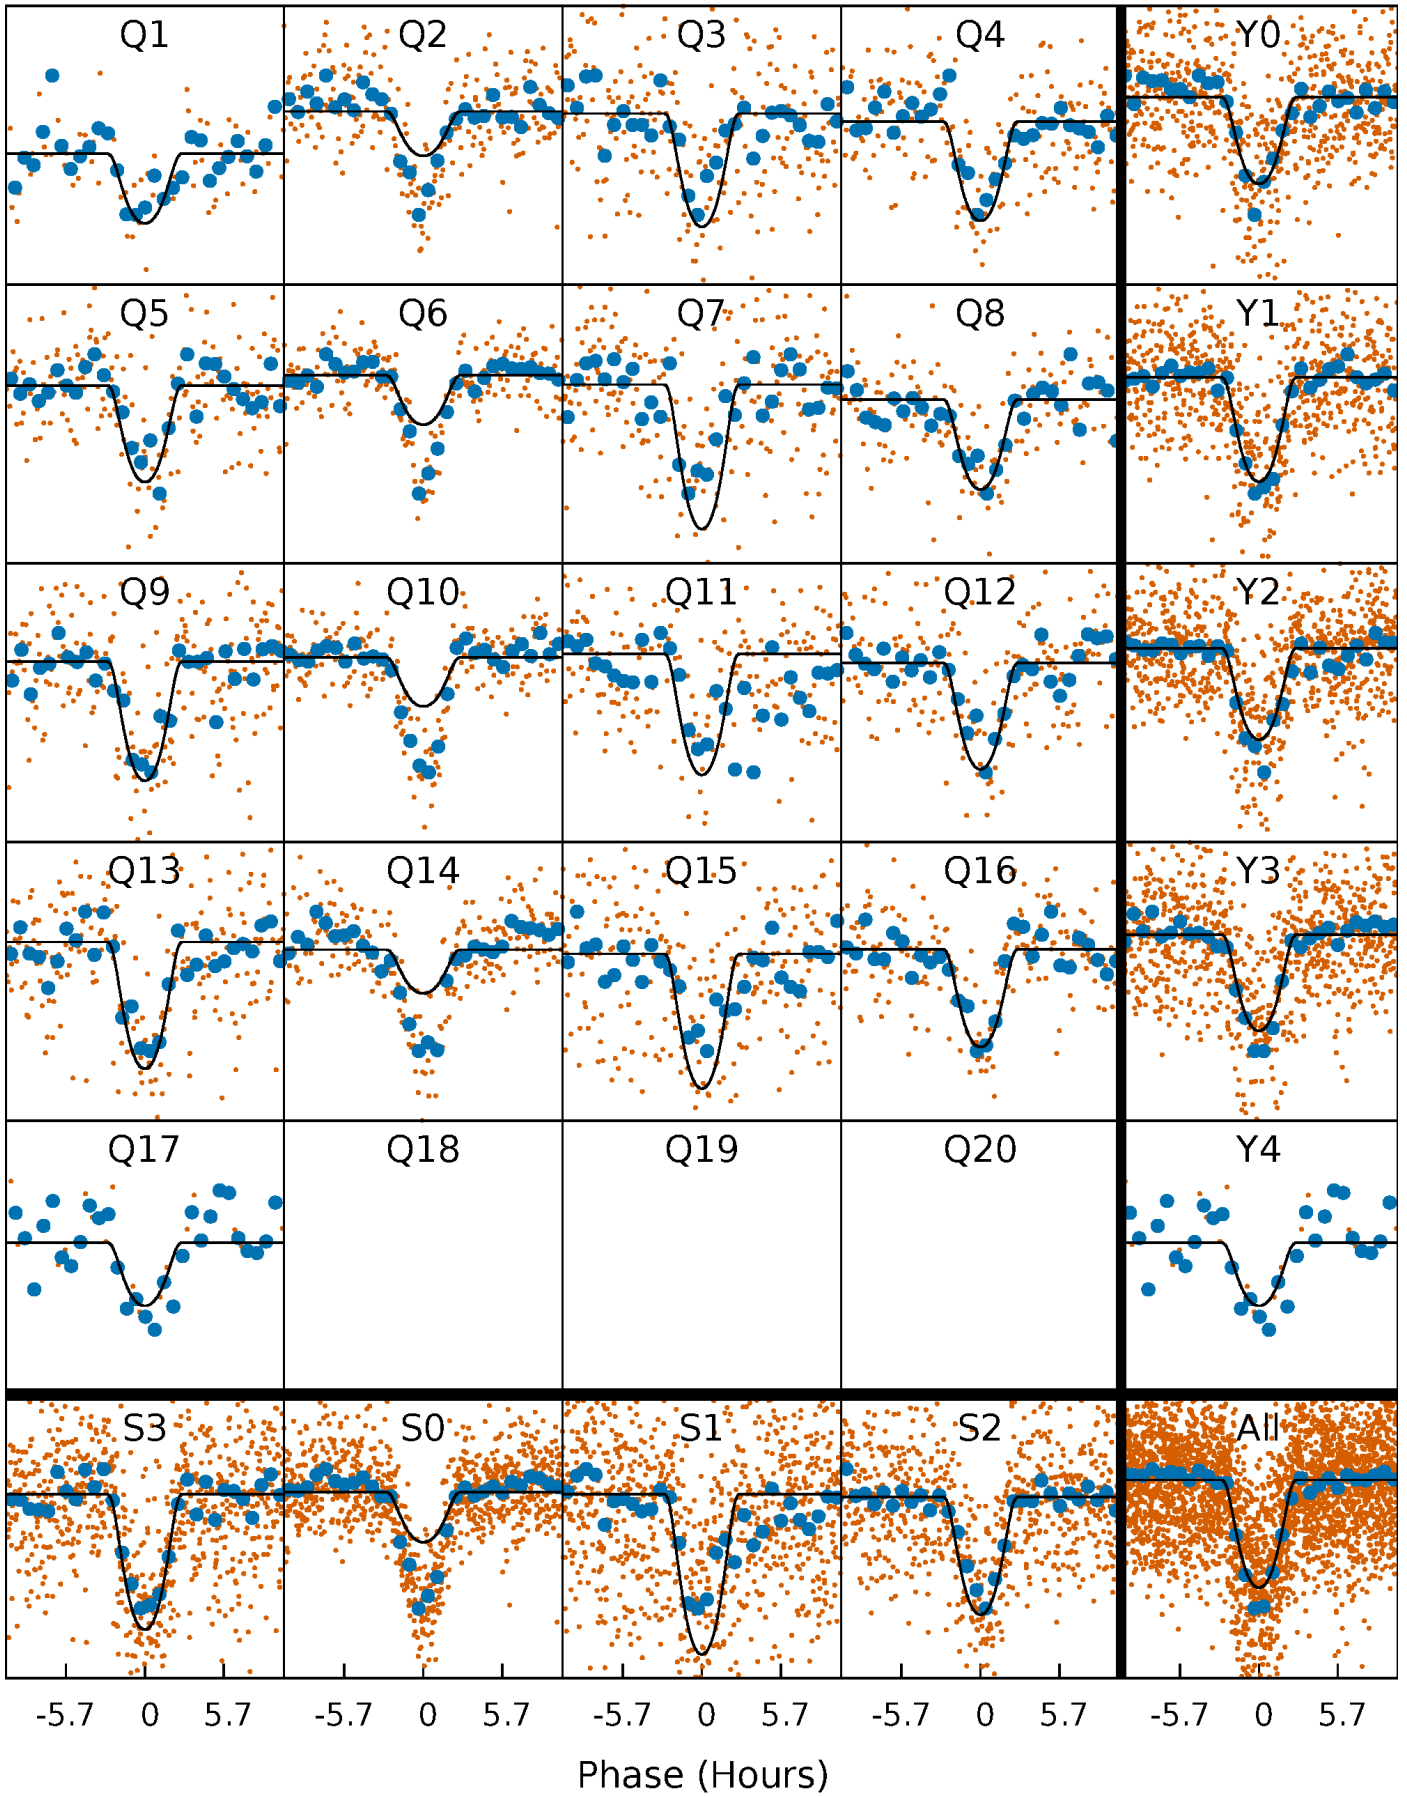 Q1 Q2 Q3 Q4 Y0
Q5 Q6 Q7 Q8 Y1
Q9 Q10 Q11 Q12 Y2
Q13 Q14 Q15 Q16 Y3
Q17 Q18 Q19 Q20 Y4
S3 S0 S1 S2 All
-5.7 0 5.7 -5.7 0 5.7 -5.7 0 5.7 -5.7 0 5.7 -5.7 0 5.7
Phase (Hours)